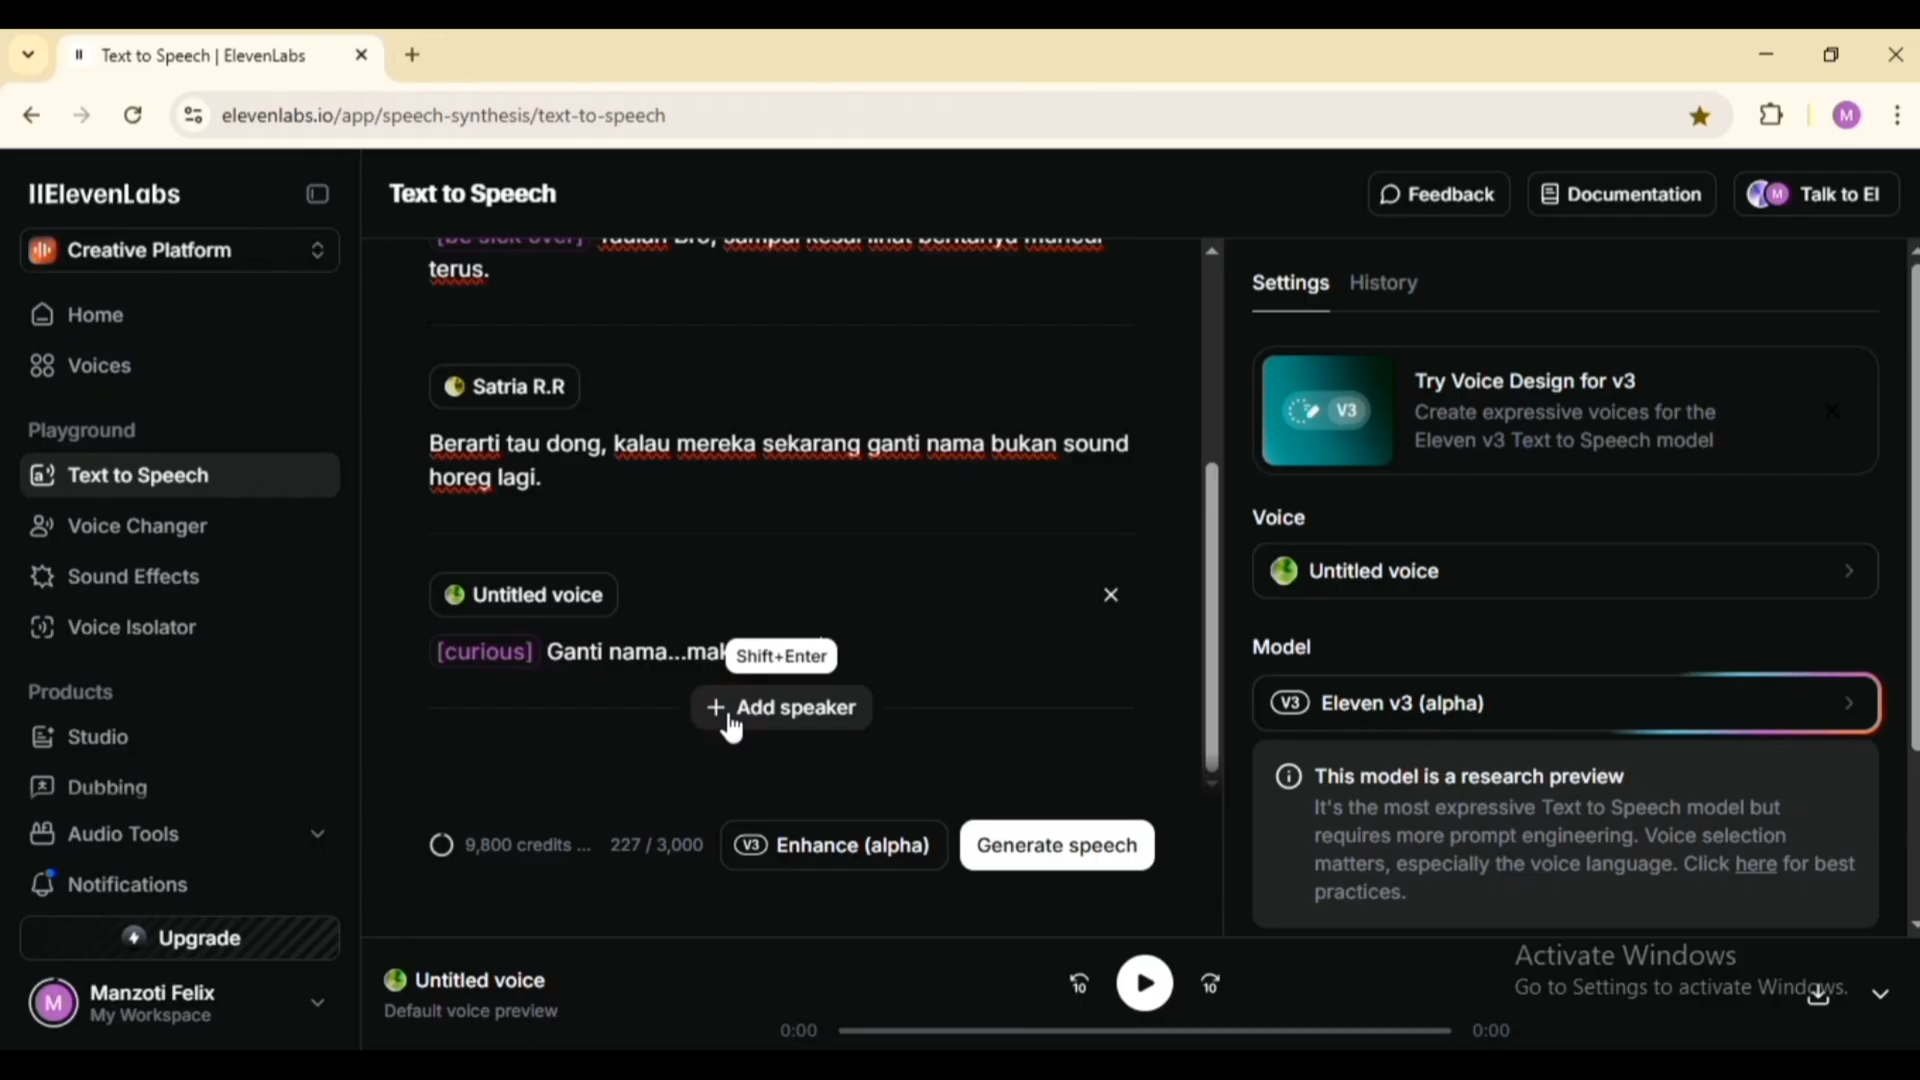 Text to Speech | ElevenLabs
elevenlabs.io/app/speech-synthesis/text-to-speech
M
IIElevenLabs
Creative Platform
Home
Voices
Playground
Text to Speech
Voice Changer
Sound Effects
Voice Isolator
Products
Studio
Dubbing
Audio Tools
Notifications
Upgrade
M
Manzoti Felix
My Workspace
Text to Speech
Feedback
Documentation
M
Talk to El
terus.
Satria R.R
Berarti tau dong, kalau mereka sekarang ganti nama bukan sound
horeg lagi.
Untitled voice
[curious] Ganti nama...mak
Shift+Enter
+ Add speaker
9,800 credits ...
227 / 3,000
V3 Enhance (alpha)
Generate speech
Settings
History
V3
Try Voice Design for v3
Create expressive voices for the
Eleven v3 Text to Speech model
Voice
Untitled voice
Model
V3 Eleven v3 (alpha)
This model is a research preview
It's the most expressive Text to Speech model but
requires more prompt engineering. Voice selection
matters, especially the voice language. Click here for best
practices.
Untitled voice
Default voice preview
10
10
0:00
0:00
Activate Windows
Go to Settings to activate Windows.